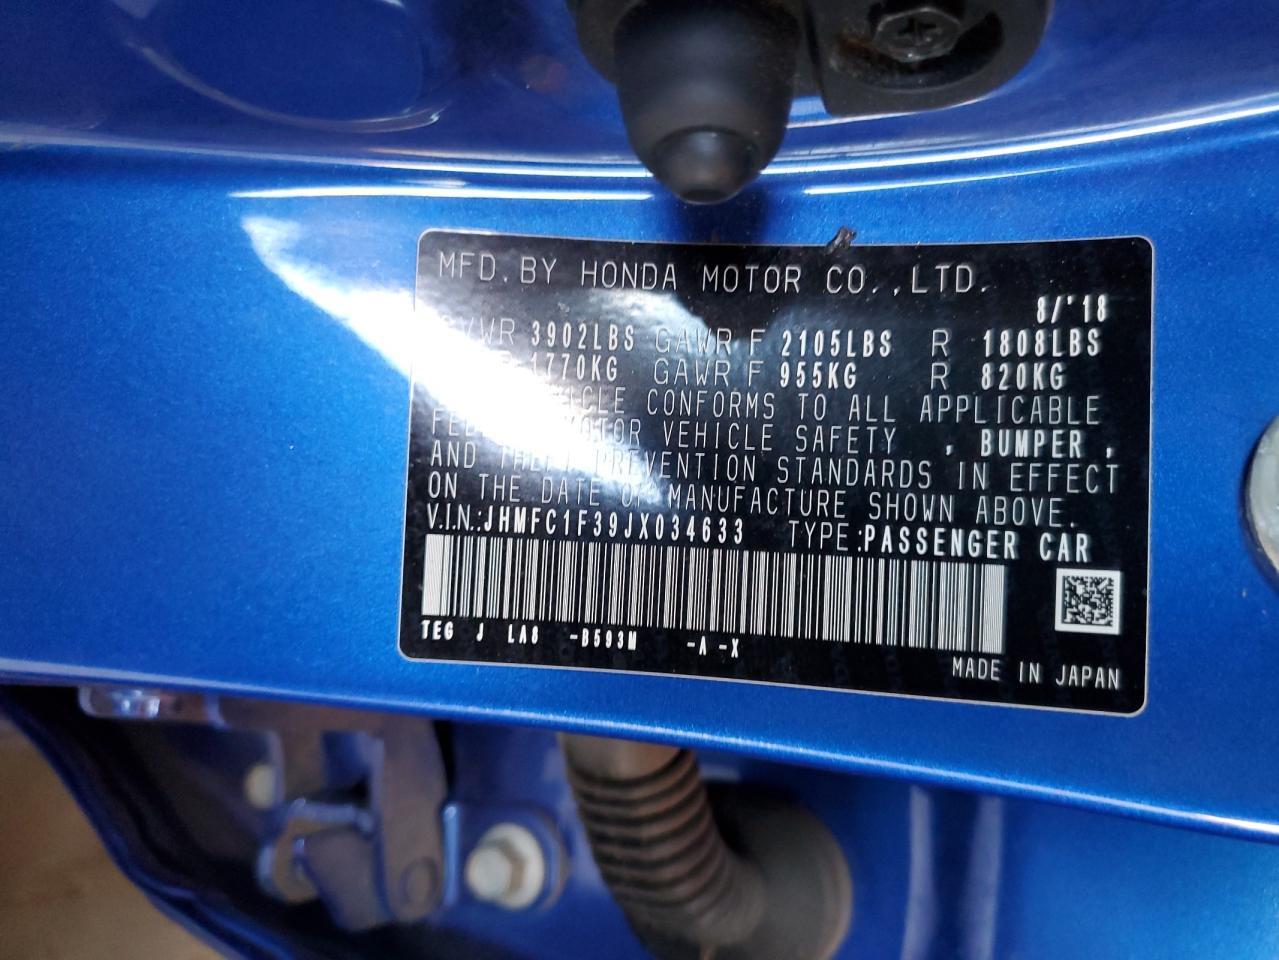 MFD.BY HONDA MOTOR CO.,LTD.
8/'18
3902LBS GAWR F 2105LBS R 1808LBS
1770KG GAWR F 955KG R 820KG
CONFORMS TO ALL APPLICABLE
MOTOR VEHICLE SAFETY , BUMPER ,
AND THEFT PREVENTION STANDARDS IN EFFECT
ON THE DATE OF MANUFACTURE SHOWN ABOVE.
V.I.N.:JHMFC1F39JX034633 TYPE:PASSENGER CAR
TEG J LA8 -B593M -A -X
MADE IN JAPAN